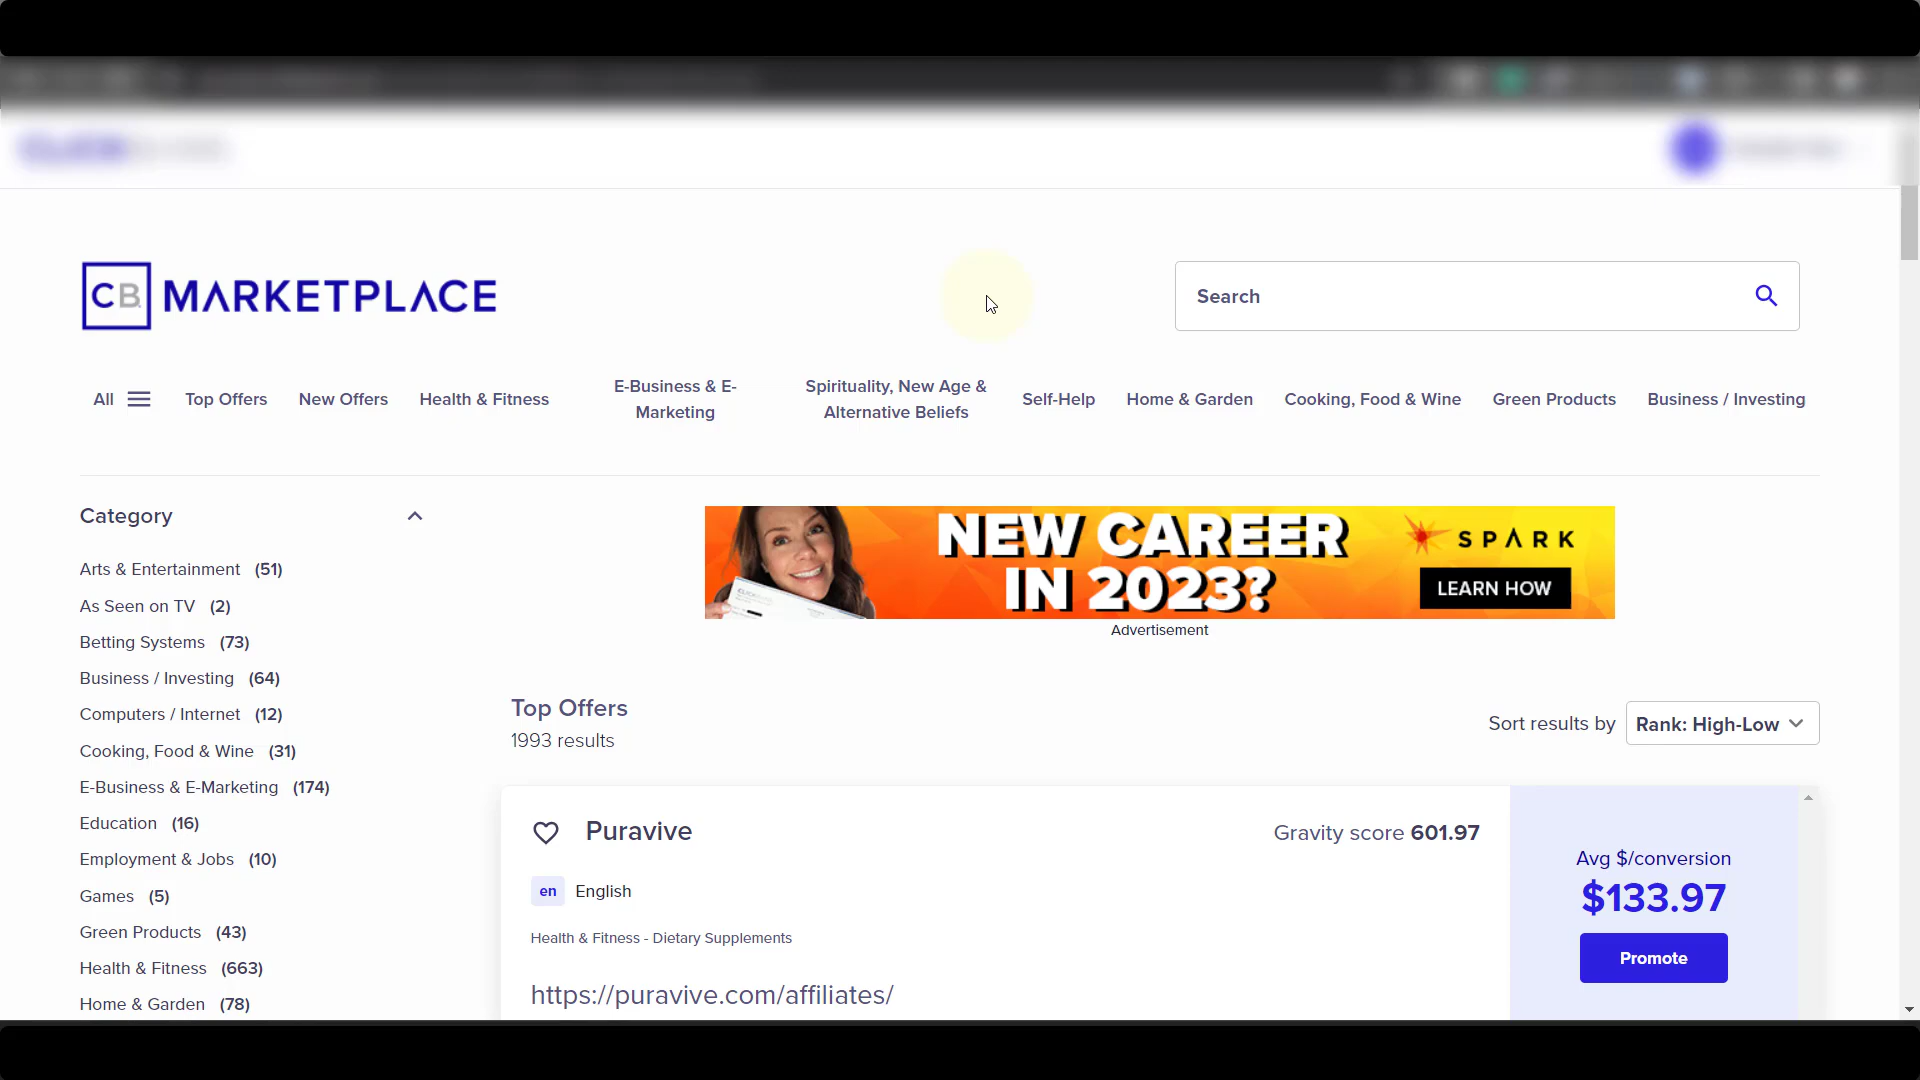 CB MARKETPLACE
Search
All
Top Offers
New Offers
Health & Fitness
E-Business & E-
Marketing
Spirituality, New Age &
Alternative Beliefs
Self-Help
Home & Garden
Cooking, Food & Wine
Green Products
Business / Investing
Category
Arts & Entertainment (51)
As Seen on TV (2)
Betting Systems (73)
Business / Investing (64)
Computers / Internet (12)
Cooking, Food & Wine (31)
E-Business & E-Marketing (174)
Education (16)
Employment & Jobs (10)
Games (5)
Green Products (43)
Health & Fitness (663)
Home & Garden (78)
NEW CAREER
IN 2023?
SPARK
LEARN HOW
Advertisement
Top Offers
1993 results
Sort results by Rank: High-Low
Puravive
Gravity score 601.97
en English
Health & Fitness - Dietary Supplements
https://puravive.com/affiliates/
Avg $/conversion
$133.97
Promote